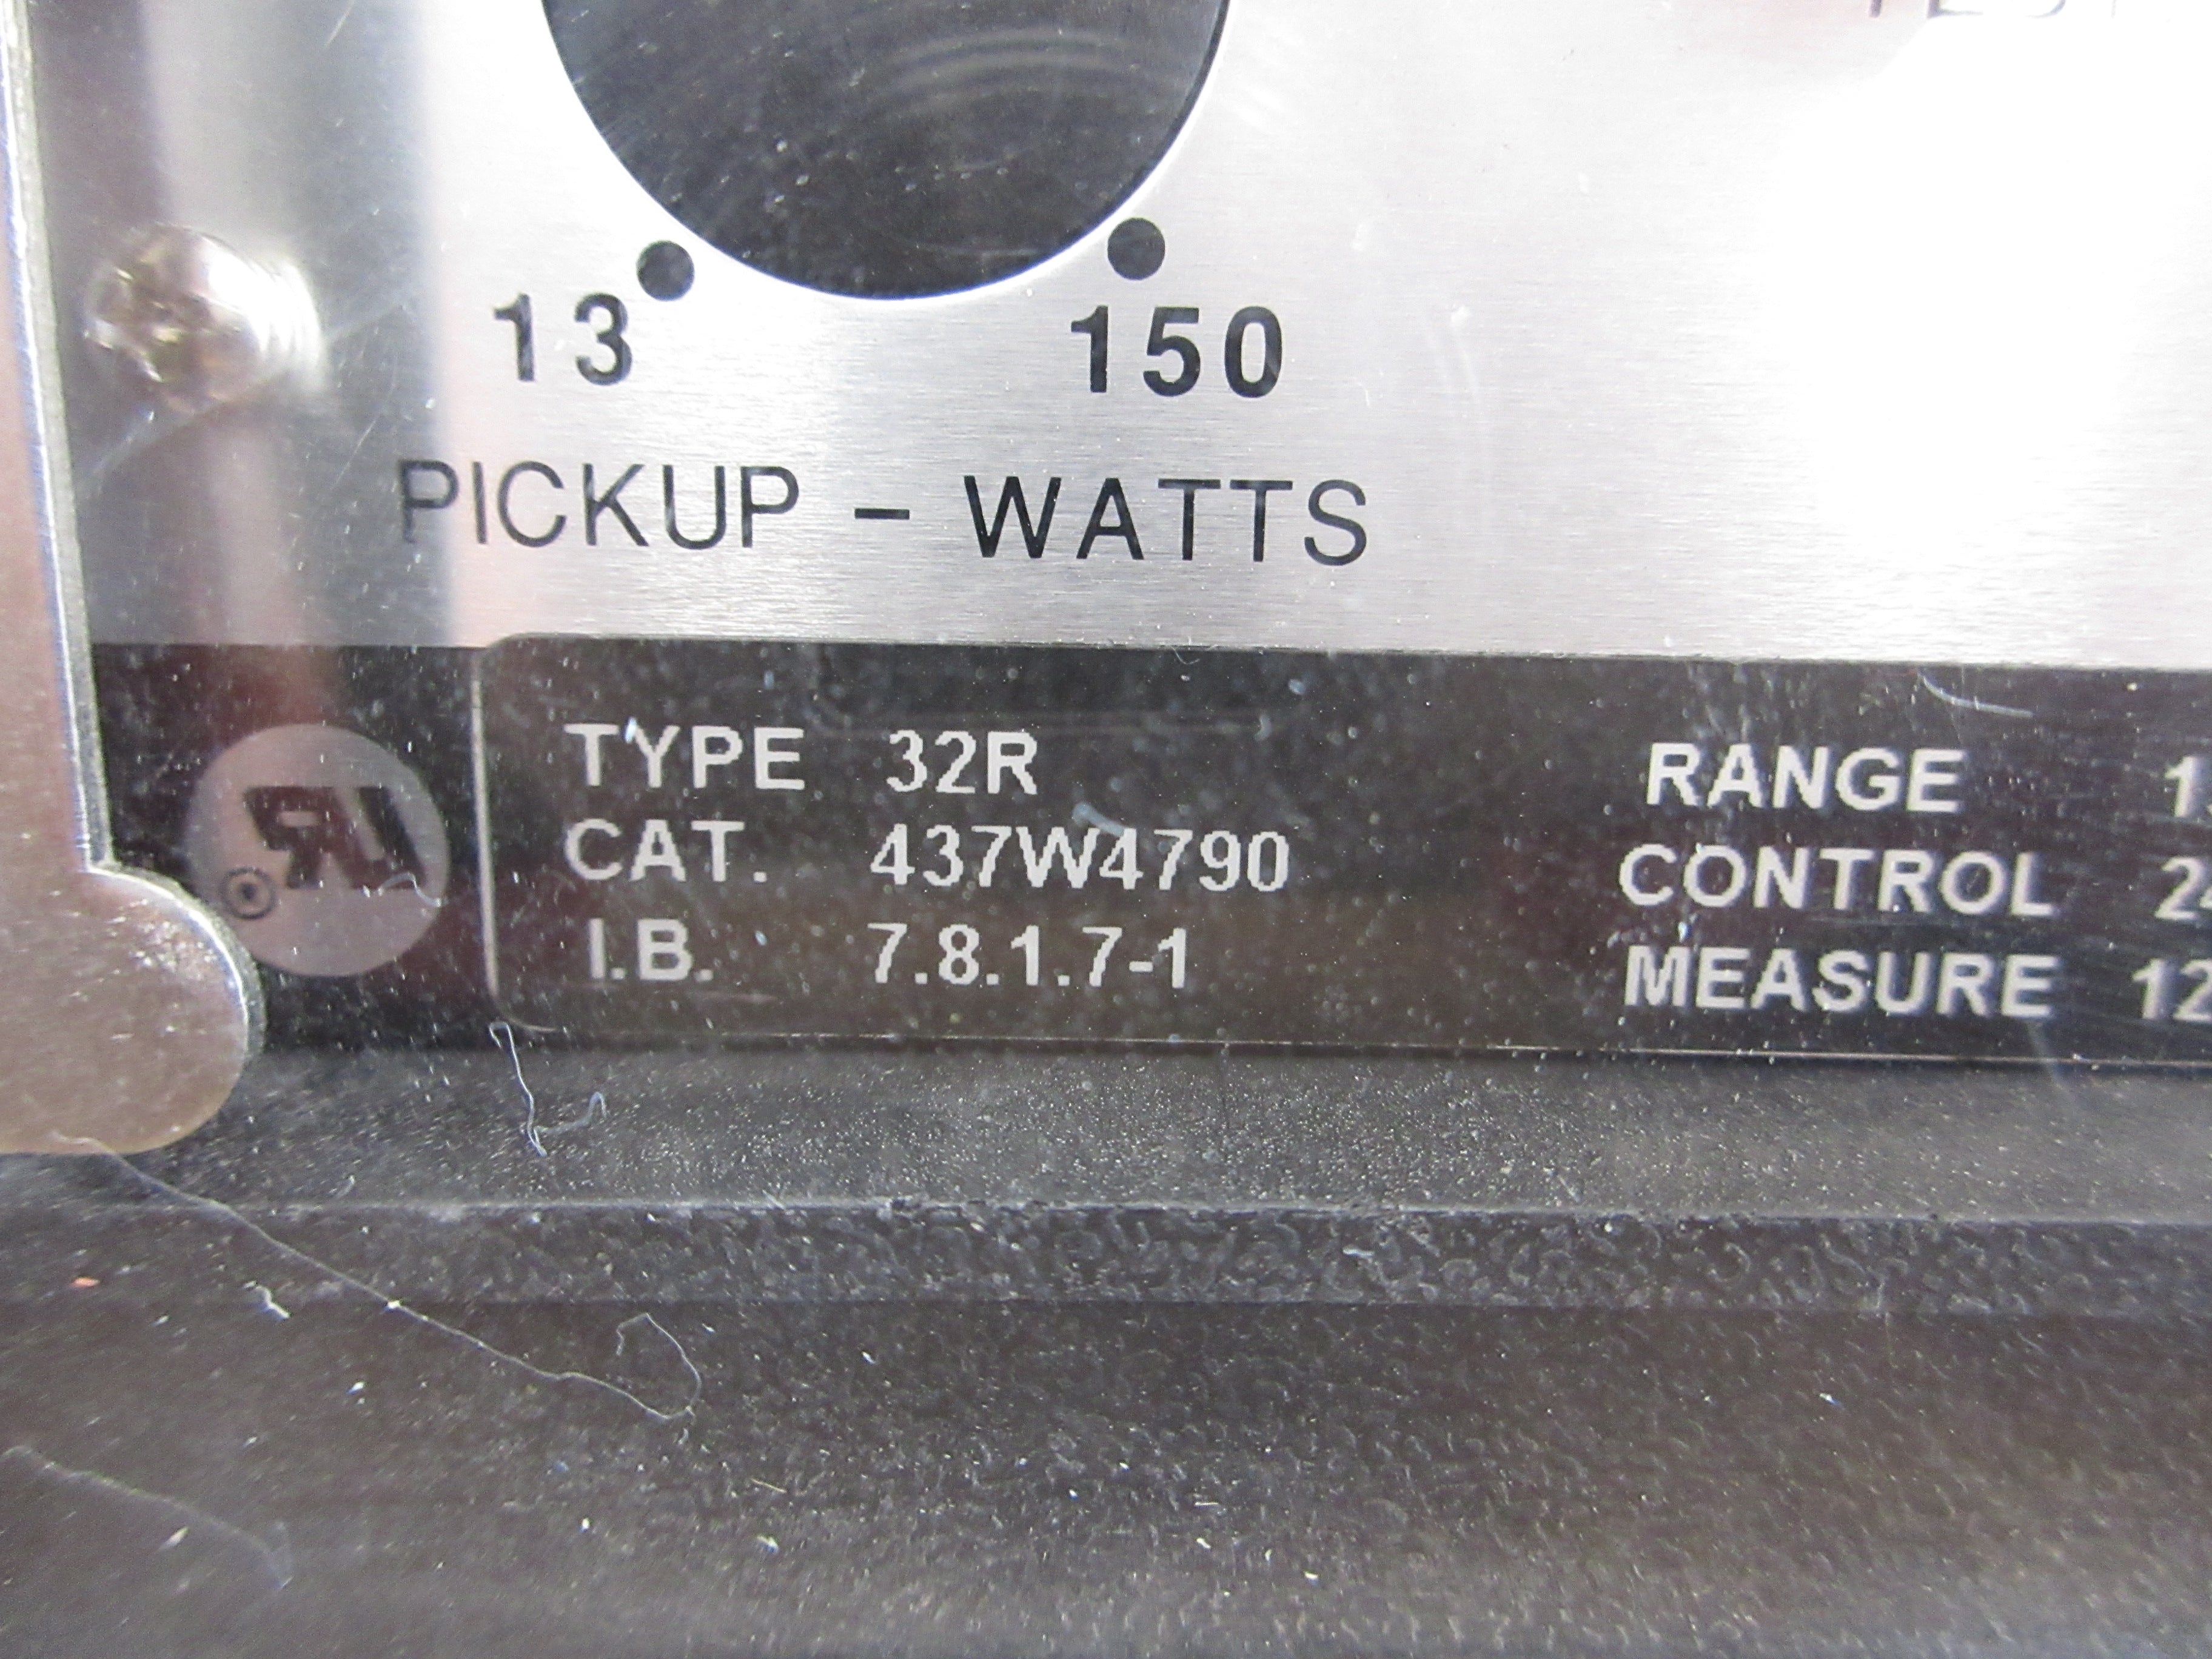 13 150
PICKUP – WATTS
TYPE 32R
CAT. 437W4790
I.B. 7.8.1.7-1
RANGE
CONTROL
MEASURE